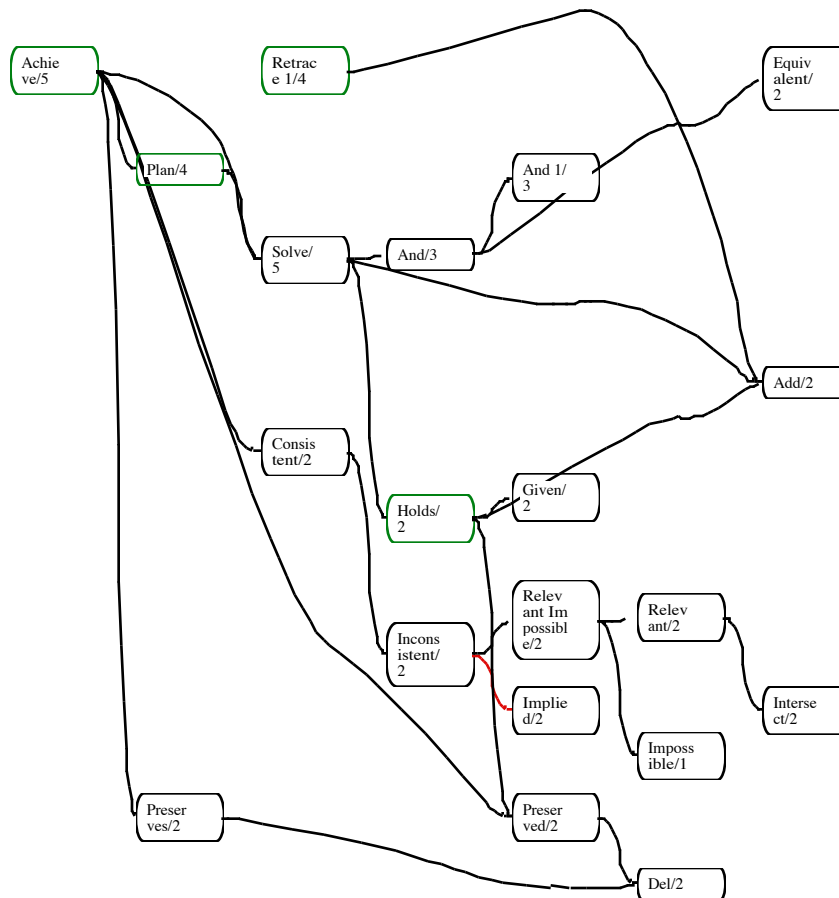 Achie
ve/5
Retrac
e 1/4
Equiv
alent/
2
Plan/4
And 1/
3
Solve/
5
And/3
Add/2
Consis
tent/2
Holds/
2
Given/
2
Relev
ant Im
possibl
e/2
Relev
ant/2
Incons
istent/
2
Implie
d/2
Interse
ct/2
Imposs
ible/1
Preser
ves/2
Preser
ved/2
Del/2